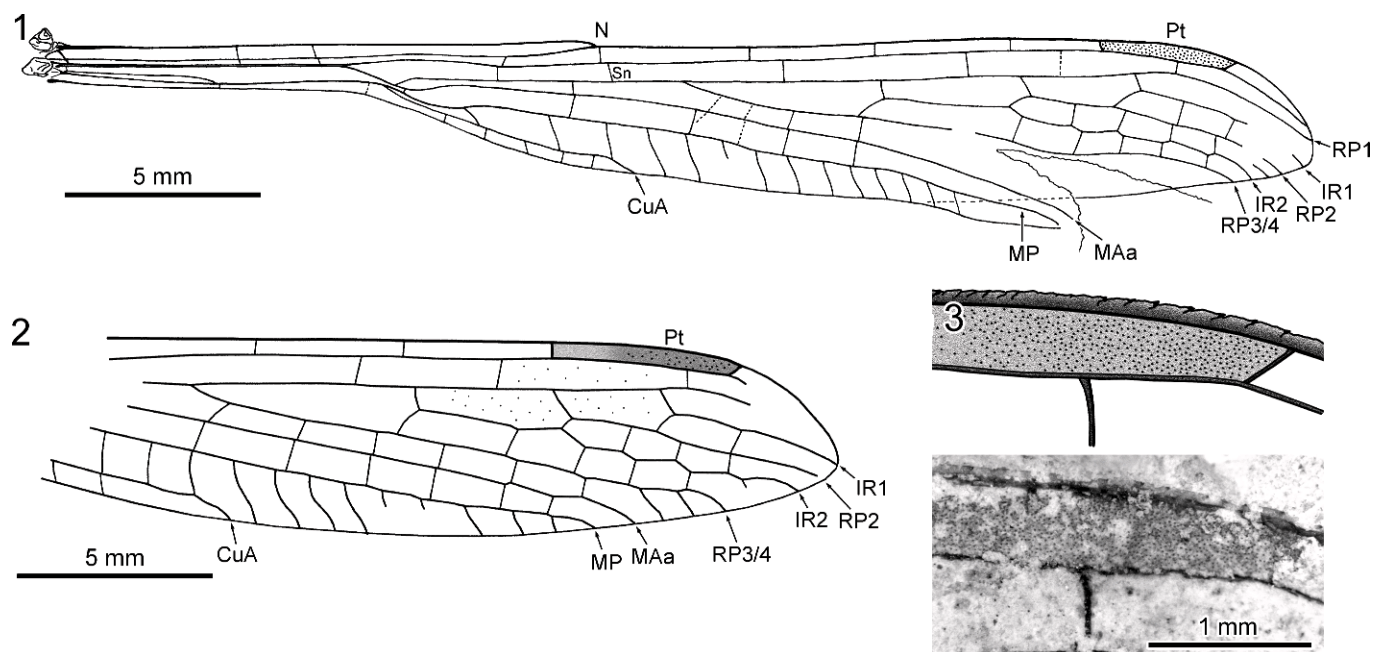 1
N
Pt
Sn
5 mm
CuA
MP
MAa
RP3/4
IR2
RP2
IR1
RP1
2
Pt
5 mm
CuA
MP
MAa
RP3/4
IR2
RP2
IR1
3
1 mm